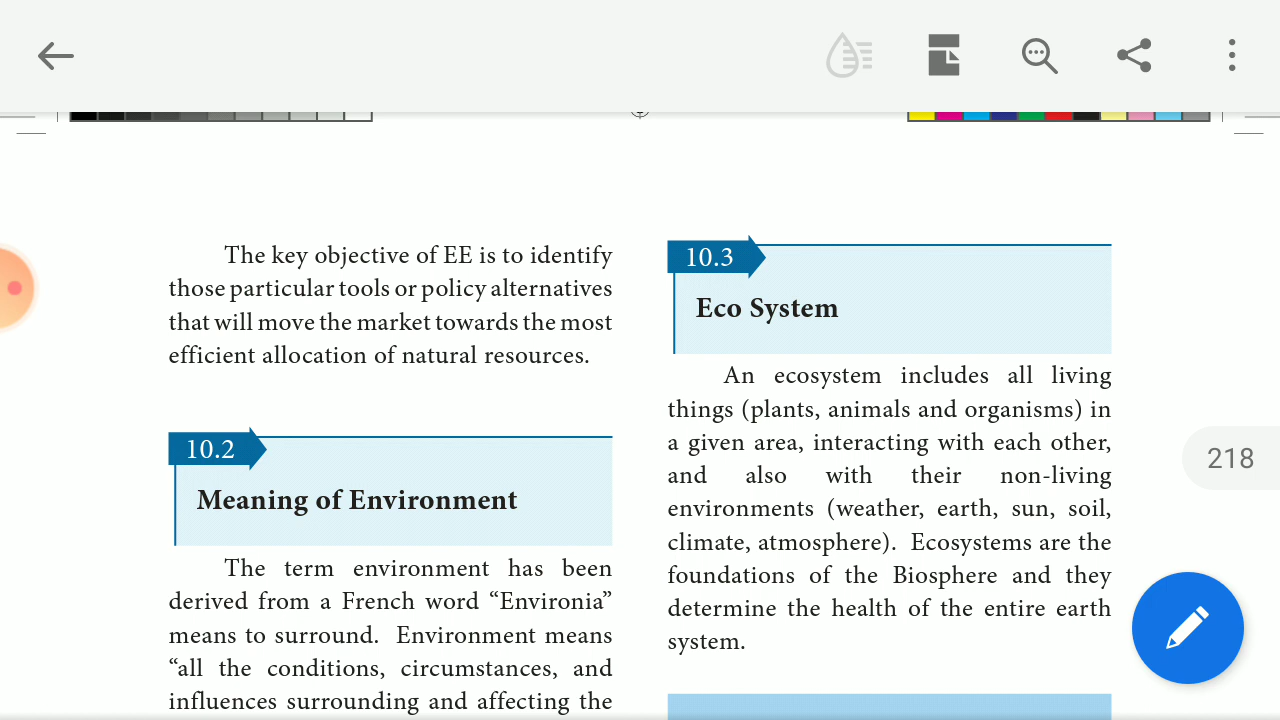 The key objective of EE is to identify
those particular tools or policy alternatives
that will move the market towards the most
efficient allocation of natural resources.
10.2
Meaning of Environment
The term environment has been
derived from a French word “Environia”
means to surround. Environment means
“all the conditions, circumstances, and
influences surrounding and affecting the
10.3
Eco System
An ecosystem includes all living
things (plants, animals and organisms) in
a given area, interacting with each other,
and also with their non-living
environments (weather, earth, sun, soil,
climate, atmosphere). Ecosystems are the
foundations of the Biosphere and they
determine the health of the entire earth
system.
218